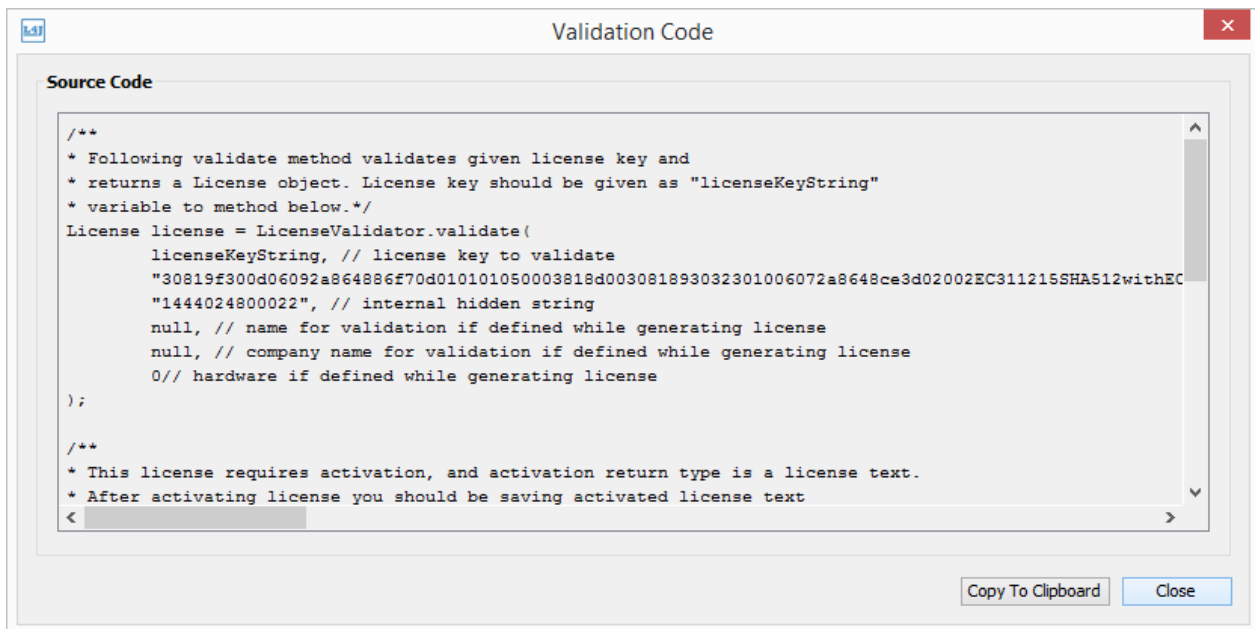 L4J
Validation Code
Source Code
/**
* Following validate method validates given license key and
* returns a License object. License key should be given as "licenseKeyString"
* variable to method below.*/
License license = LicenseValidator.validate(
licenseKeyString, // license key to validate
"30819f300d06092a864886f70d010101050003818d003081893032301006072a8648ce3d02002EC311215SHA512withEC
"1444024800022", // internal hidden string
null, // name for validation if defined while generating license
null, // company name for validation if defined while generating license
0// hardware if defined while generating license
);
/**
* This license requires activation, and activation return type is a license text.
* After activating license you should be saving activated license text
Copy To Clipboard
Close